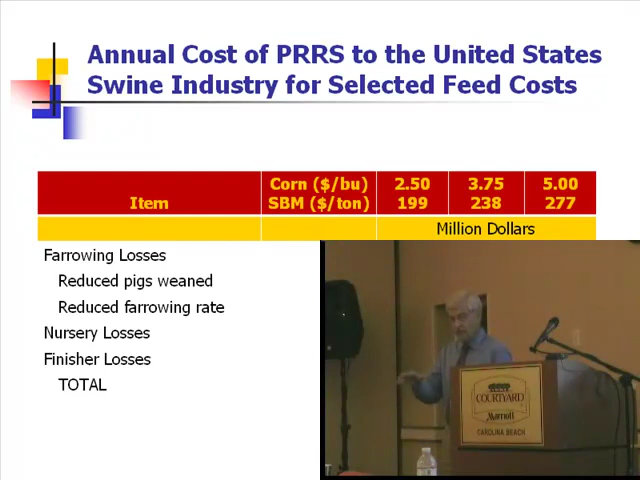 Annual Cost of PRRS to the United States
Swine Industry for Selected Feed Costs
Corn ($/bu) 2.50 3.75 5.00
Item SBM ($/ton) 199 238 277
Million Dollars
Farrowing Losses
Reduced pigs weaned
Reduced farrowing rate
Nursery Losses
Finisher Losses
TOTAL
COURTYARD
Marriott
CAROLINA BEACH